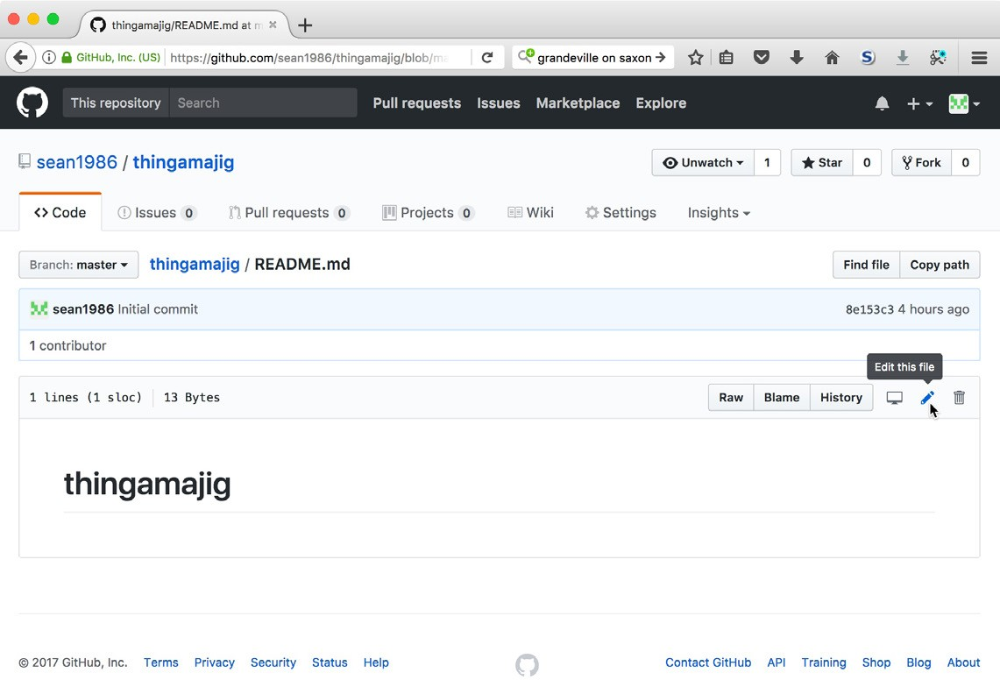 thingamajig/README.md at m
GitHub, Inc. (US) https://github.com/sean1986/thingamajig/blob/ma grandeville on saxon
This repository Search Pull requests Issues Marketplace Explore
sean1986 / thingamajig Unwatch 1 Star 0 Fork 0
Code Issues 0 Pull requests 0 Projects 0 Wiki Settings Insights
Branch: master thingamajig / README.md Find file Copy path
sean1986 Initial commit 8e153c3 4 hours ago
1 contributor
Edit this file
1 lines (1 sloc) 13 Bytes Raw Blame History
thingamajig
© 2017 GitHub, Inc. Terms Privacy Security Status Help Contact GitHub API Training Shop Blog About